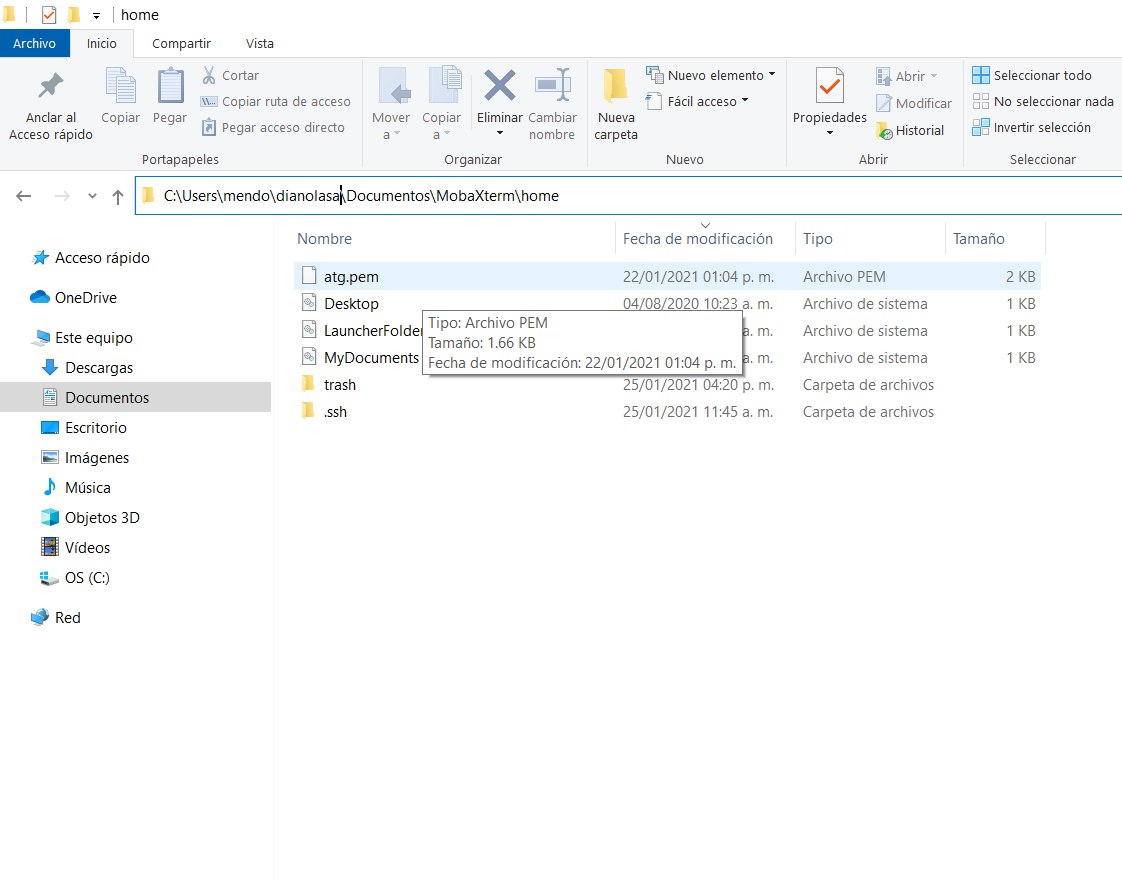 home
Archivo Inicio Compartir Vista
Anclar al Acceso rápido
Copiar
Pegar
Cortar
Copiar ruta de acceso
Pegar acceso directo
Portapapeles
Mover a
Copiar a
Eliminar
Cambiar nombre
Organizar
Nueva carpeta
Nuevo elemento
Fácil acceso
Nuevo
Propiedades
Abrir
Modificar
Historial
Abrir
Seleccionar todo
No seleccionar nada
Invertir selección
Seleccionar
C:\Users\mendo\dianolasa\Documentos\MobaXterm\home
Acceso rápido
OneDrive
Este equipo
Descargas
Documentos
Escritorio
Imágenes
Música
Objetos 3D
Vídeos
OS (C:)
Red
Nombre Fecha de modificación Tipo Tamaño
atg.pem 22/01/2021 01:04 p. m. Archivo PEM 2 KB
Desktop 04/08/2020 10:23 a. m. Archivo de sistema 1 KB
LauncherFolder a. m. Archivo de sistema 1 KB
MyDocuments a. m. Archivo de sistema 1 KB
trash 25/01/2021 04:20 p. m. Carpeta de archivos
.ssh 25/01/2021 11:45 a. m. Carpeta de archivos
Tipo: Archivo PEM
Tamaño: 1.66 KB
Fecha de modificación: 22/01/2021 01:04 p. m.